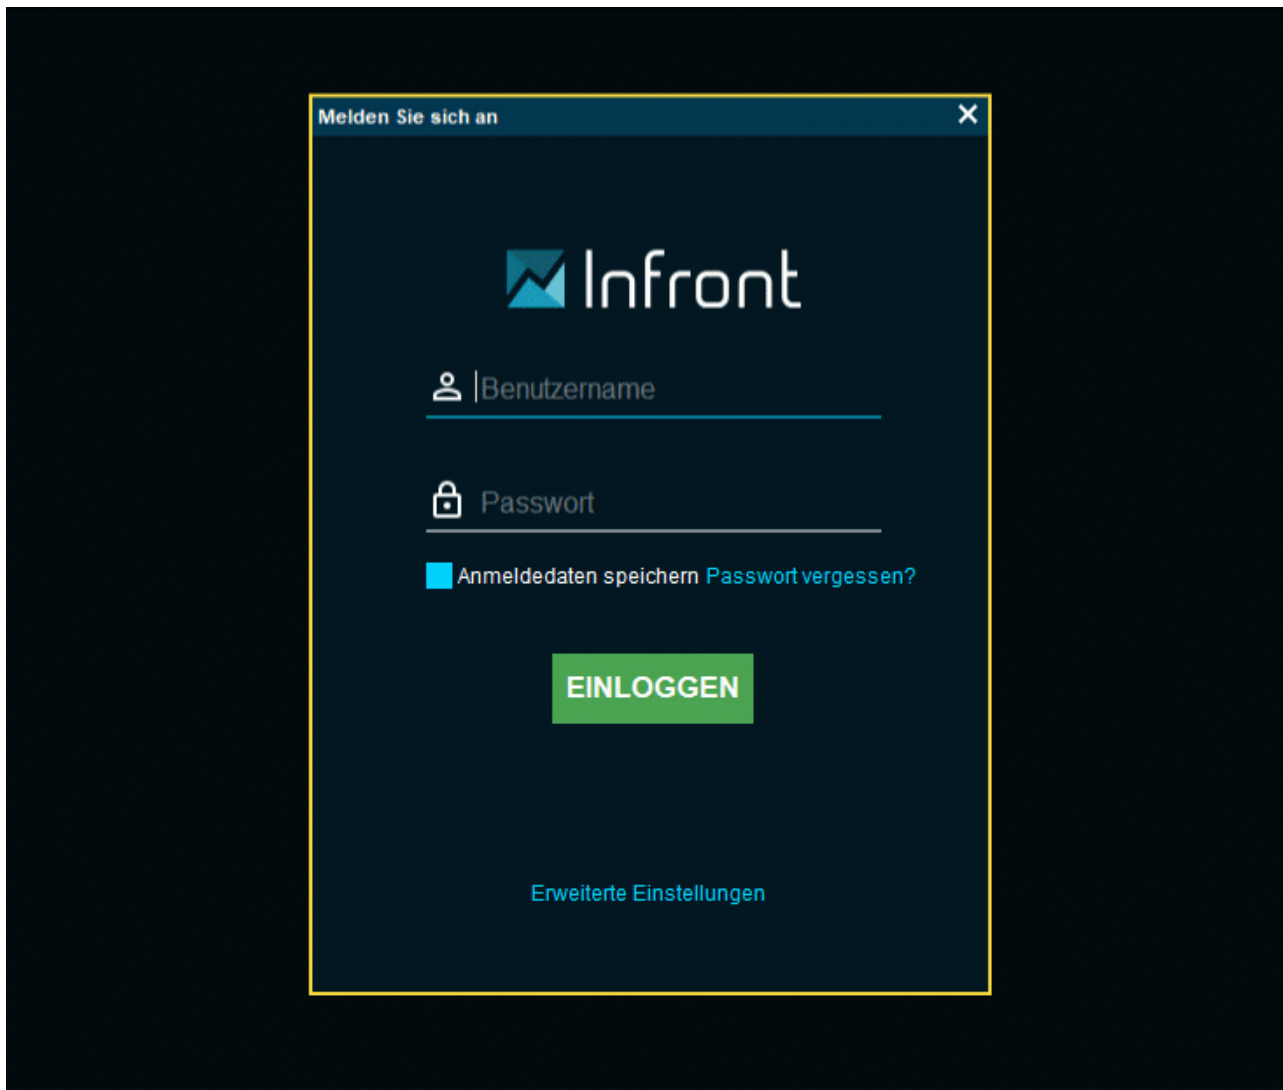 Melden Sie sich an
Infront
Benutzername
Passwort
Anmeldedaten speichern Passwort vergessen?
EINLOGGEN
Erweiterte Einstellungen